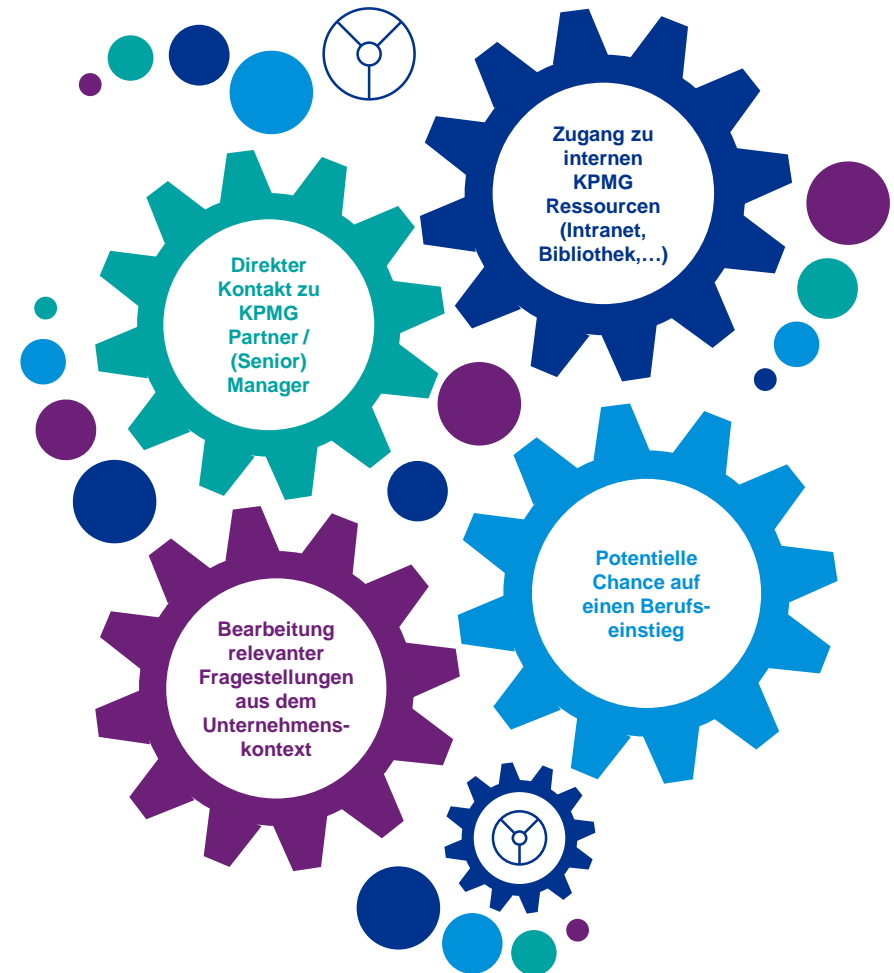 Zugang zu
internen
KPMG
Ressourcen
(Intranet,
Bibliothek,…)
Direkter
Kontakt zu
KPMG
Partner /
(Senior)
Manager
Potentielle
Chance auf
einen Berufs-
einstieg
Bearbeitung
relevanter
Fragestellungen
aus dem
Unternehmens-
kontext